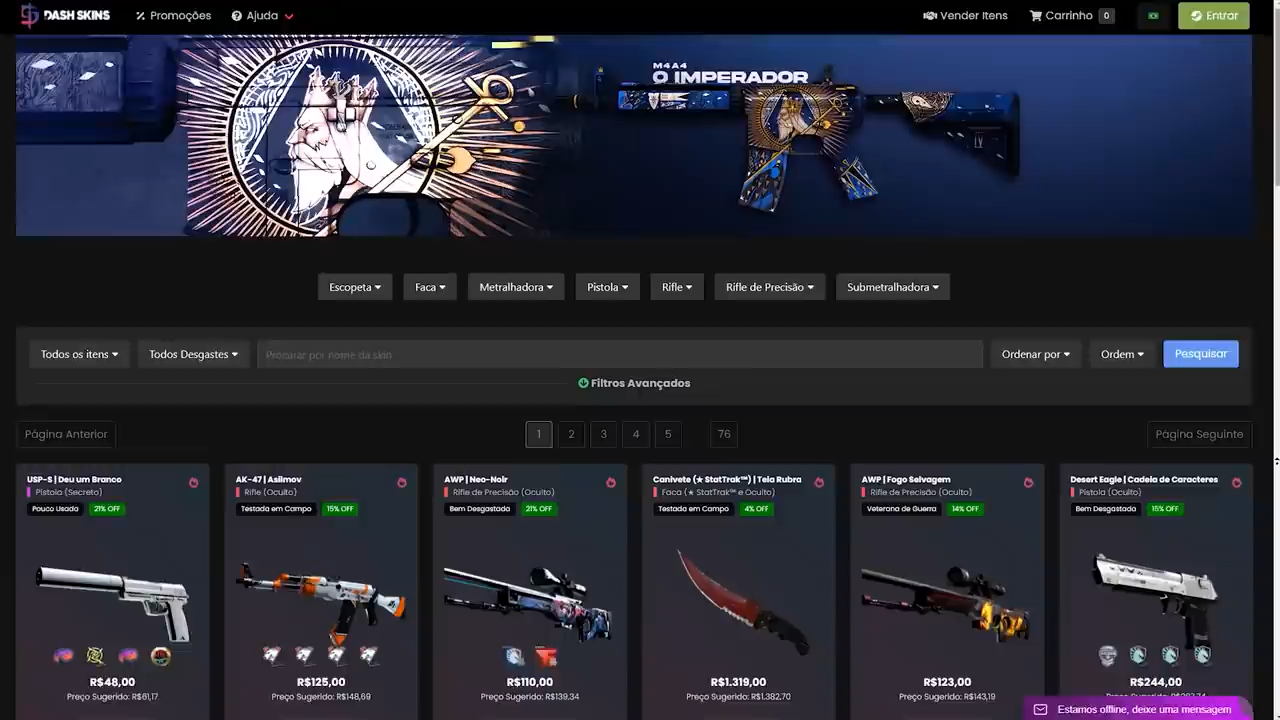 DASH SKINS
Promoções
Ajuda
Vender Itens
Carrinho 0
Entrar
M4A4
O IMPERADOR
IV
Escopeta
Faca
Metralhadora
Pistola
Rifle
Rifle de Precisão
Submetralhadora
Todos os itens
Todos Desgastes
Procurar por nome da skin
Ordenar por
Ordem
Pesquisar
Filtros Avançados
Página Anterior
1
2
3
4
5
76
Página Seguinte
USP-S | Deu um Branco
Pistola (Secreto)
Pouco Usada 21% OFF
R$48,00
Preço Sugerido: R$61,17
AK-47 | Asiimov
Rifle (Oculto)
Testada em Campo 15% OFF
R$125,00
Preço Sugerido: R$148,69
AWP | Neo-Noir
Rifle de Precisão (Oculto)
Bem Desgastada 21% OFF
R$110,00
Preço Sugerido: R$139,34
Canivete (★ StatTrak™) | Teia Rubra
Faca (★ StatTrak™ e Oculto)
Testada em Campo 4% OFF
R$1.319,00
Preço Sugerido: R$1.382,70
AWP | Fogo Selvagem
Rifle de Precisão (Oculto)
Veterana de Guerra 14% OFF
R$123,00
Preço Sugerido: R$143,19
Desert Eagle | Cadeia de Caracteres
Pistola (Oculto)
Bem Desgastada 15% OFF
R$244,00
Estamos offline, deixe uma mensagem